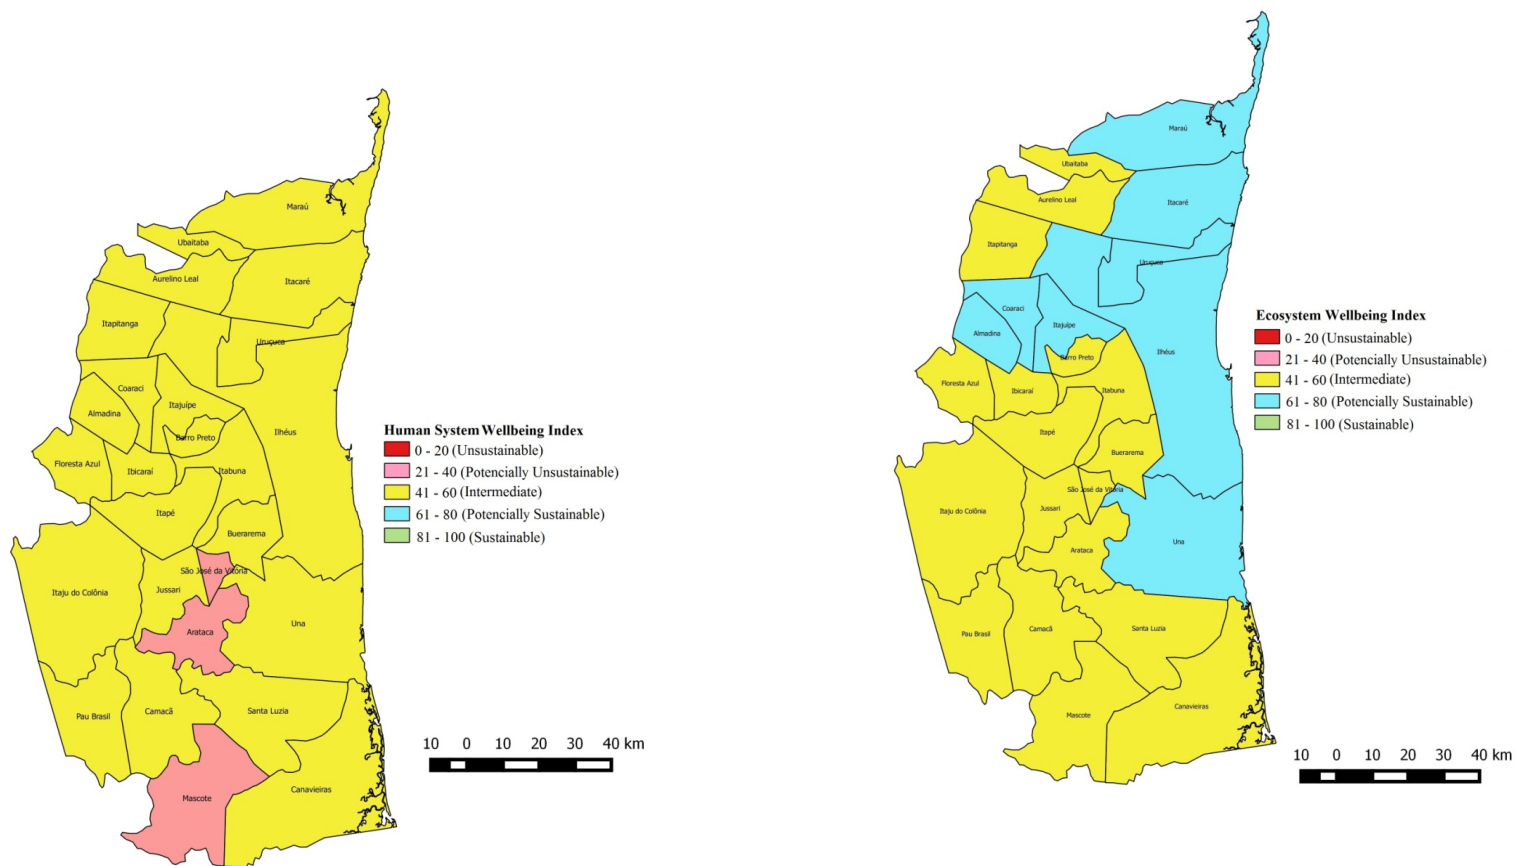 Maraú
Ubaitaba
Aurelino Leal
Itacaré
Itapitanga
Uruçuca
Coaraci
Itajuípe
Almadina
Ilhéus
Barro Preto
Floresta Azul
Ibicaraí
Itabuna
Itapé
Buerarema
São José da Vitória
Itaju do Colônia
Jussari
Una
Arataca
Pau Brasil
Camacã
Santa Luzia
Mascote
Canavieiras
Human System Wellbeing Index
0 - 20 (Unsustainable)
21 - 40 (Potencially Unsustainable)
41 - 60 (Intermediate)
61 - 80 (Potencially Sustainable)
81 - 100 (Sustainable)
10 0 10 20 30 40 km
Maraú
Ubaitaba
Aurelino Leal
Itacaré
Itapitanga
Uruçuca
Coaraci
Itajuípe
Almadina
Ilhéus
Barro Preto
Floresta Azul
Ibicaraí
Itabuna
Itapé
Buerarema
São José da Vitória
Itaju do Colônia
Jussari
Una
Arataca
Pau Brasil
Camacã
Santa Luzia
Mascote
Canavieiras
Ecosystem Wellbeing Index
0 - 20 (Unsustainable)
21 - 40 (Potencially Unsustainable)
41 - 60 (Intermediate)
61 - 80 (Potencially Sustainable)
81 - 100 (Sustainable)
10 0 10 20 30 40 km